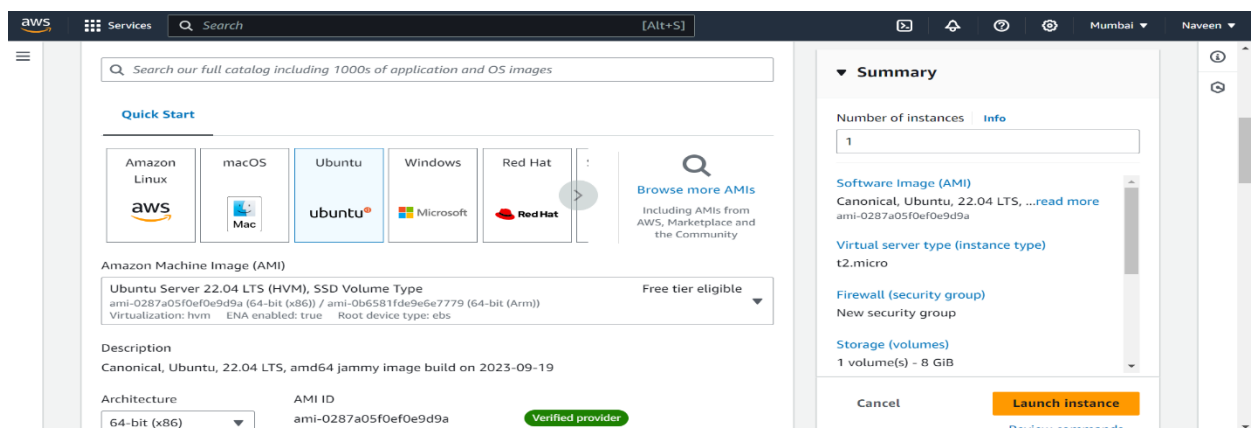 aws Services Search [Alt+S] Mumbai Naveen
Search our full catalog including 1000s of application and OS images
Quick Start
Amazon
Linux
aws
macOS
Mac
Ubuntu
ubuntu®
Windows
Microsoft
Red Hat
Red Hat
Browse more AMIs
Including AMIs from
AWS, Marketplace and
the Community
Amazon Machine Image (AMI)
Ubuntu Server 22.04 LTS (HVM), SSD Volume Type Free tier eligible
ami-0287a05f0ef0e9d9a (64-bit (x86)) / ami-0b6581fde9e6e7779 (64-bit (Arm))
Virtualization: hvm ENA enabled: true Root device type: ebs
Description
Canonical, Ubuntu, 22.04 LTS, amd64 jammy image build on 2023-09-19
Architecture
64-bit (x86)
AMI ID
ami-0287a05f0ef0e9d9a
Verified provider
Summary
Number of instances Info
1
Software Image (AMI)
Canonical, Ubuntu, 22.04 LTS, ...read more
ami-0287a05f0ef0e9d9a
Virtual server type (instance type)
t2.micro
Firewall (security group)
New security group
Storage (volumes)
1 volume(s) - 8 GiB
Cancel Launch instance
Review commands